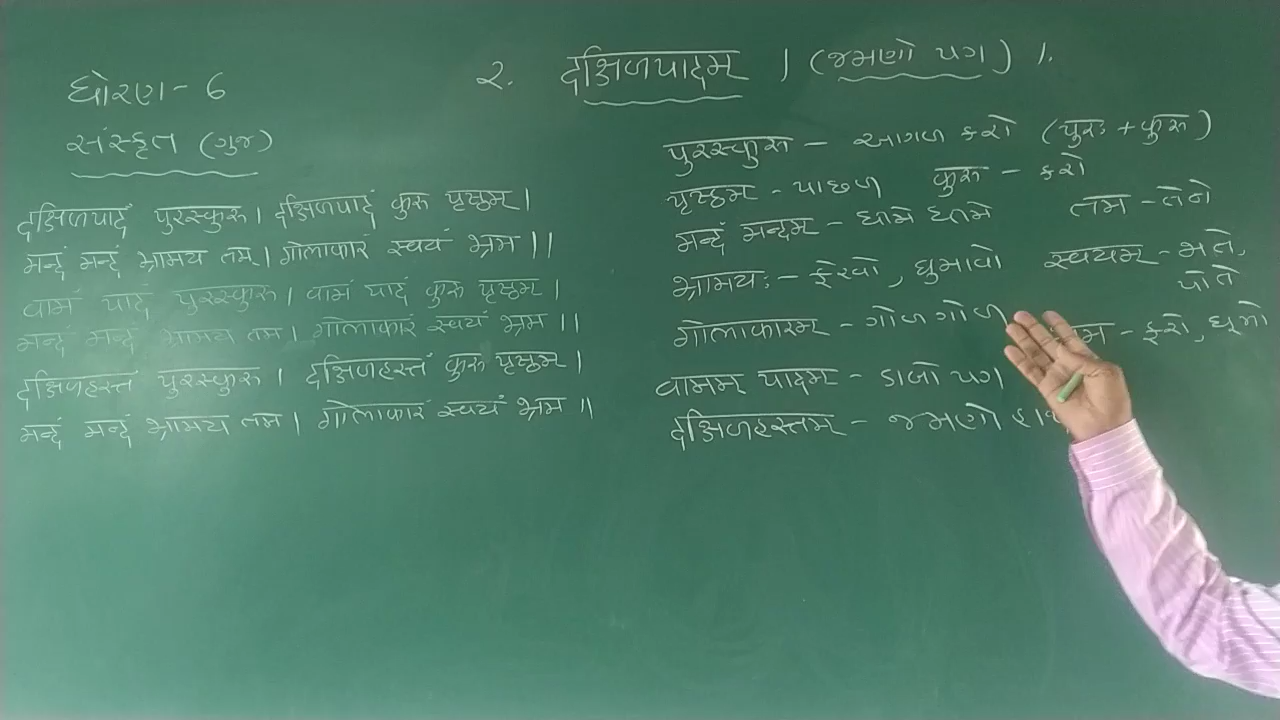 ધોરણ - 6
સંસ્કૃત (ગુજ)
२. दक्षिणपादम् । (જમણો પગ) ।.
दक्षिणपादं पुरस्कुरु । दक्षिणपादं कुरु पृष्ठम् ।
मन्दं मन्दं भ्रामय तम् । गोलाकारं स्वयं भ्रम ।।
वामं पादं पुरस्कुरु । वामं पादं कुरु पृष्ठम् ।
मन्दं मन्दं भ्रामय तम । गोलाकारं स्वयं भ्रम ।।
दक्षिणहस्तं पुरस्कुरु । दक्षिणहस्तं कुरु पृष्ठम् ।
मन्दं मन्दं भ्रामय तम । गोलाकारं स्वयं भ्रम ॥
पुरस्कुरु - આગળ કરો (पुरः + कुरु)
पृष्ठम - પાછળ कुरु - કરો
मन्दं मन्दम् - ધીમે ધીમે तम - તેને
भ्रामयः - ફેરવો, ઘુમાવો स्वयम - મતે, પોતે
गोलाकारम - ગોળ ગોળ - ફરો, ઘૂમો
वामम् पादम - ડાબો પગ
दक्षिणहस्तम् - જમણો